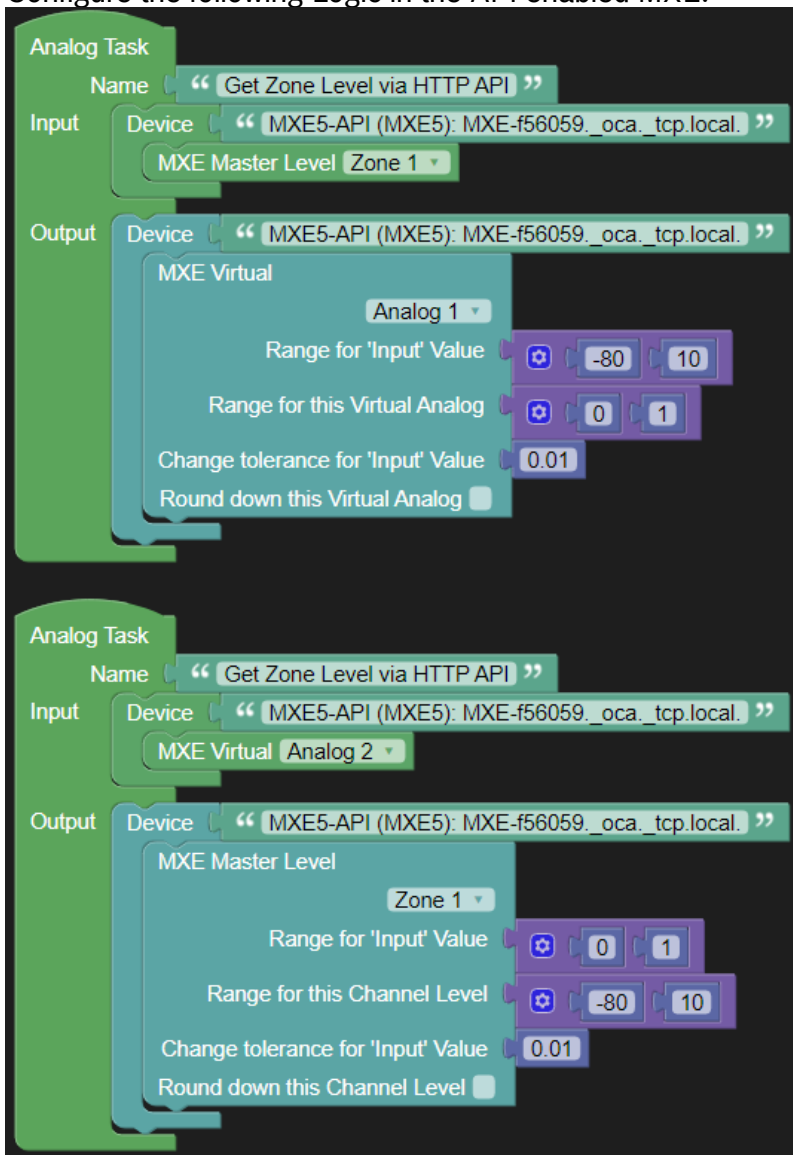 Configure the following Logic in the API enabled MXE:
Analog Task
Name “ Get Zone Level via HTTP API ”
Input Device “ MXE5-API (MXE5): MXE-f56059._oca._tcp.local. ”
MXE Master Level Zone 1
Output Device “ MXE5-API (MXE5): MXE-f56059._oca._tcp.local. ”
MXE Virtual
Analog 1
Range for 'Input' Value -80 10
Range for this Virtual Analog 0 1
Change tolerance for 'Input' Value 0.01
Round down this Virtual Analog
Analog Task
Name “ Get Zone Level via HTTP API ”
Input Device “ MXE5-API (MXE5): MXE-f56059._oca._tcp.local. ”
MXE Virtual Analog 2
Output Device “ MXE5-API (MXE5): MXE-f56059._oca._tcp.local. ”
MXE Master Level
Zone 1
Range for 'Input' Value 0 1
Range for this Channel Level -80 10
Change tolerance for 'Input' Value 0.01
Round down this Channel Level